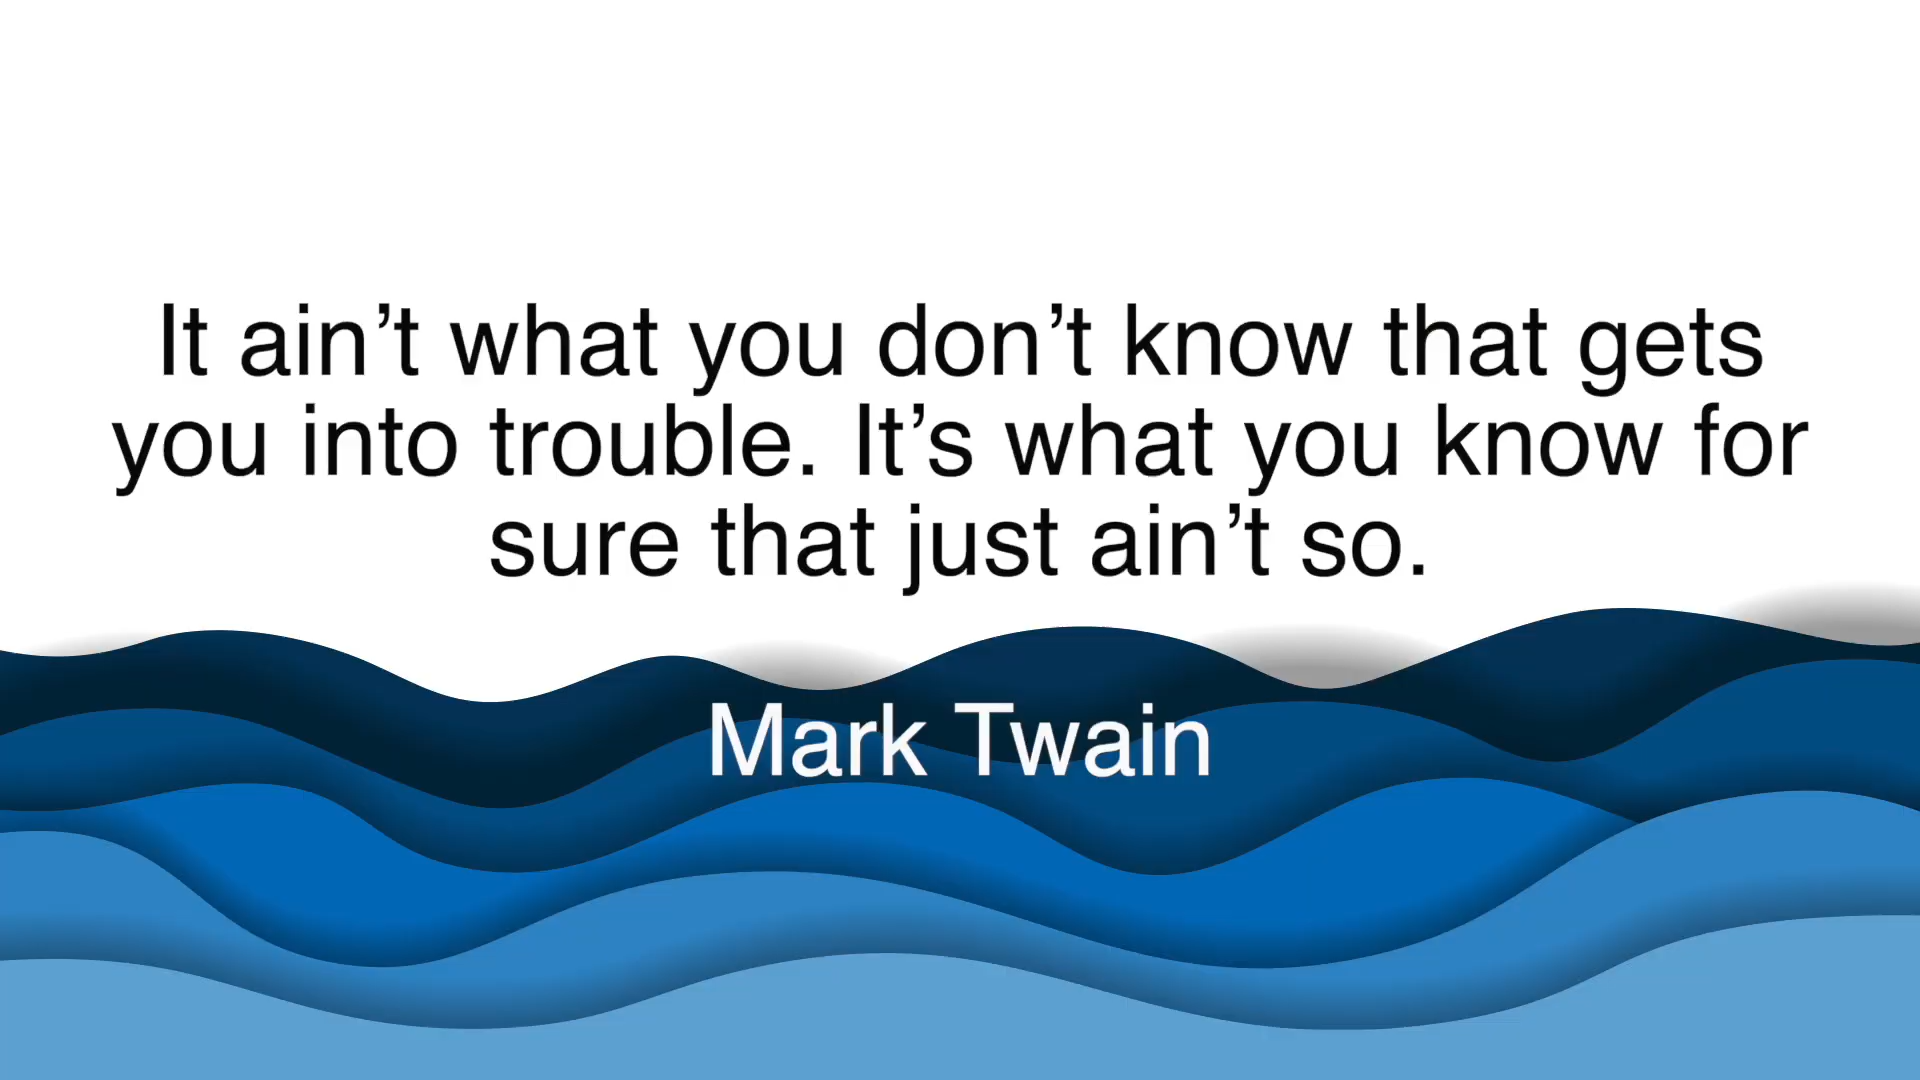 It ain’t what you don’t know that gets
you into trouble. It’s what you know for
sure that just ain’t so.
Mark Twain